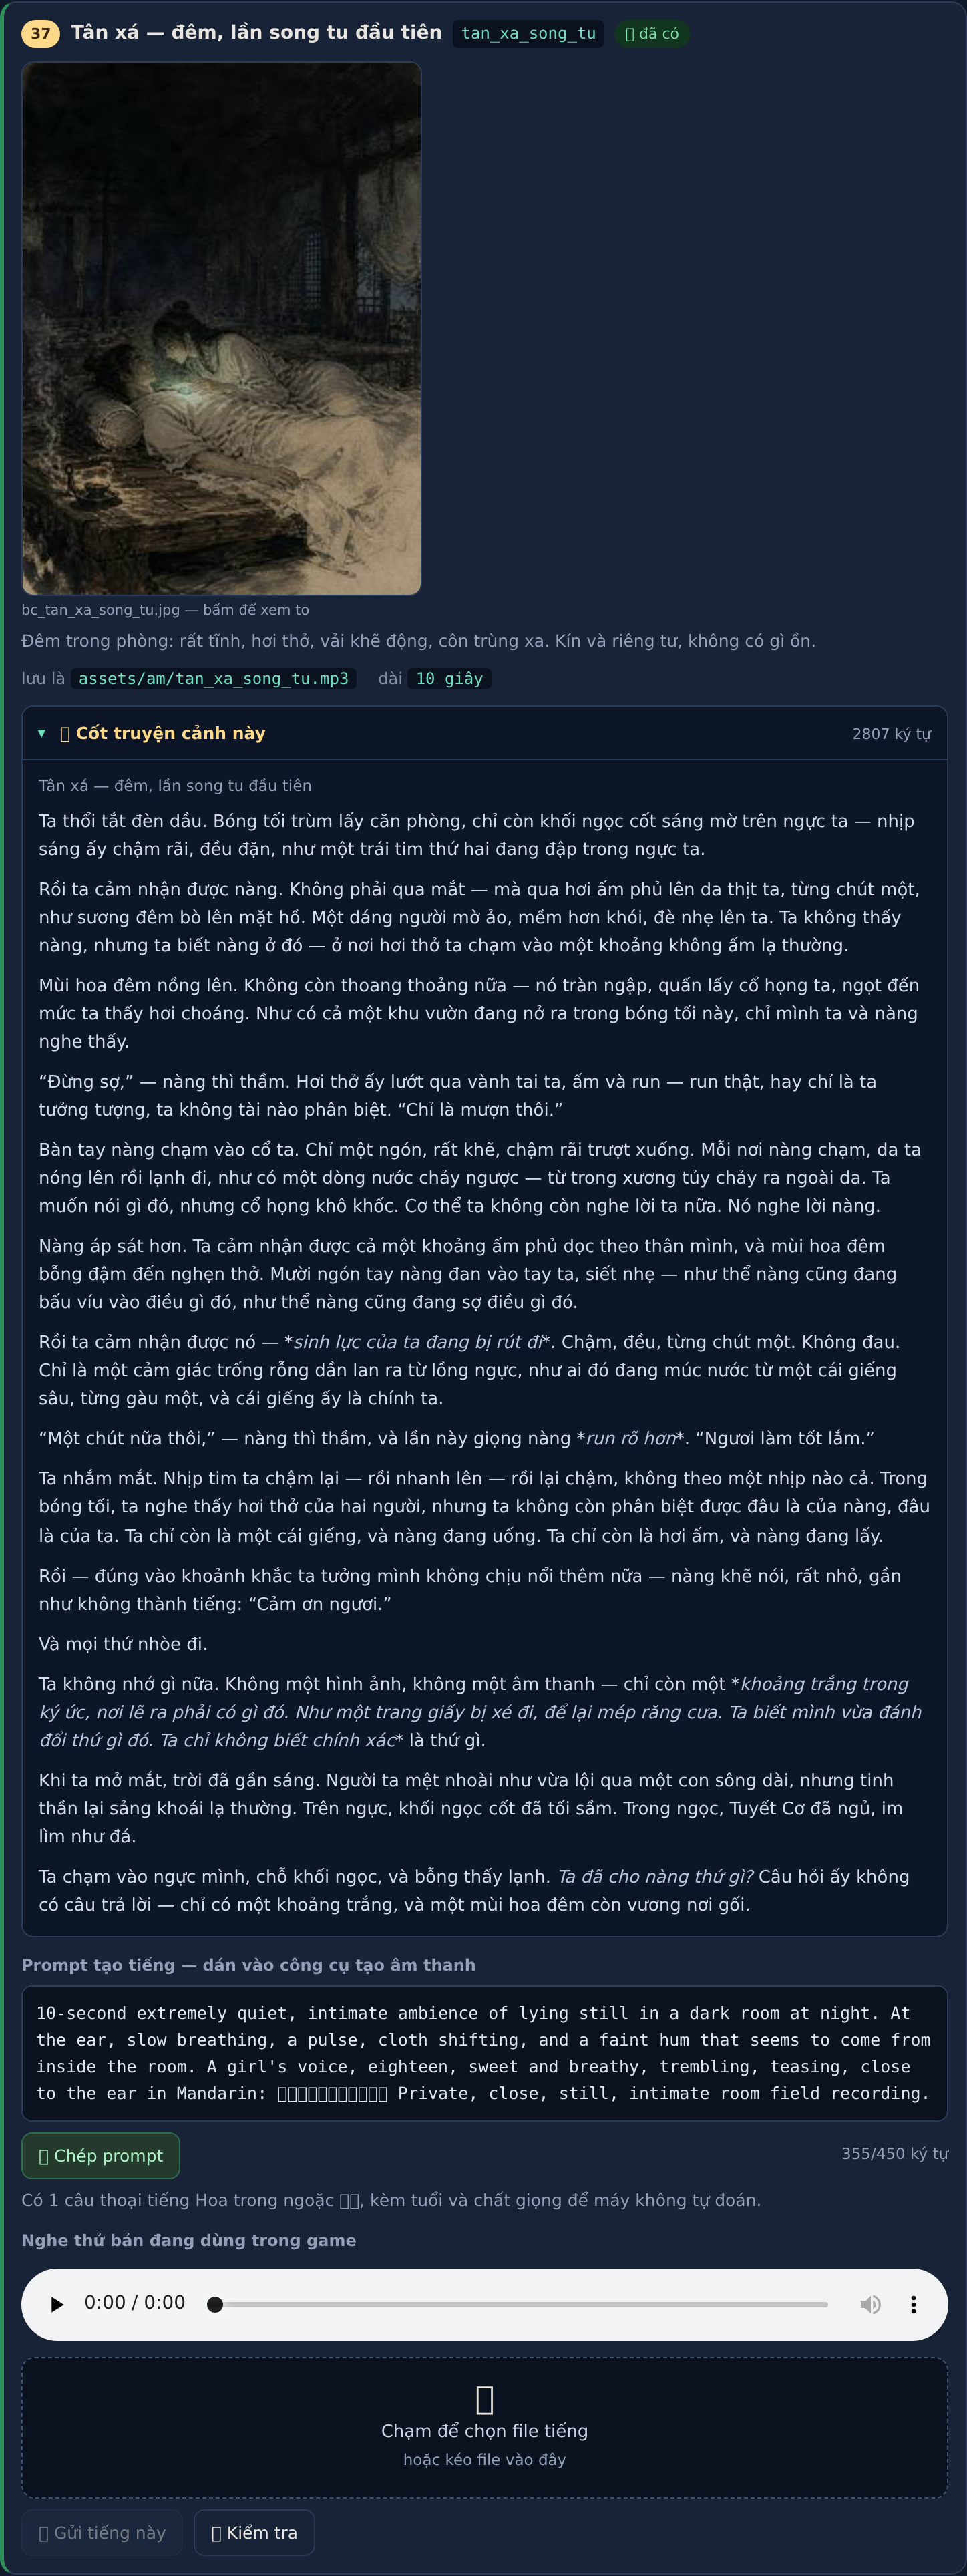 37 Tân xá — đêm, lần song tu đầu tiên tan_xa_song_tu đã có
bc_tan_xa_song_tu.jpg — bấm để xem to
Đêm trong phòng: rất tĩnh, hơi thở, vải khẽ động, côn trùng xa. Kín và riêng tư, không có gì ồn.
lưu là assets/am/tan_xa_song_tu.mp3 dài 10 giây
▼ Cốt truyện cảnh này 2807 ký tự
Tân xá — đêm, lần song tu đầu tiên
Ta thổi tắt đèn dầu. Bóng tối trùm lấy căn phòng, chỉ còn khối ngọc cốt sáng mờ trên ngực ta — nhịp
sáng ấy chậm rãi, đều đặn, như một trái tim thứ hai đang đập trong ngực ta.
Rồi ta cảm nhận được nàng. Không phải qua mắt — mà qua hơi ấm phủ lên da thịt ta, từng chút một,
như sương đêm bò lên mặt hồ. Một dáng người mờ ảo, mềm hơn khói, đè nhẹ lên ta. Ta không thấy
nàng, nhưng ta biết nàng ở đó — ở nơi hơi thở ta chạm vào một khoảng không ấm lạ thường.
Mùi hoa đêm nồng lên. Không còn thoang thoảng nữa — nó tràn ngập, quấn lấy cổ họng ta, ngọt đến
mức ta thấy hơi choáng. Như có cả một khu vườn đang nở ra trong bóng tối này, chỉ mình ta và nàng
nghe thấy.
“Đừng sợ,” — nàng thì thầm. Hơi thở ấy lướt qua vành tai ta, ấm và run — run thật, hay chỉ là ta
tưởng tượng, ta không tài nào phân biệt. “Chỉ là mượn thôi.”
Bàn tay nàng chạm vào cổ ta. Chỉ một ngón, rất khẽ, chậm rãi trượt xuống. Mỗi nơi nàng chạm, da ta
nóng lên rồi lạnh đi, như có một dòng nước chảy ngược — từ trong xương tủy chảy ra ngoài da. Ta
muốn nói gì đó, nhưng cổ họng khô khốc. Cơ thể ta không còn nghe lời ta nữa. Nó nghe lời nàng.
Nàng áp sát hơn. Ta cảm nhận được cả một khoảng ấm phủ dọc theo thân mình, và mùi hoa đêm
bỗng đậm đến nghẹn thở. Mười ngón tay nàng đan vào tay ta, siết nhẹ — như thể nàng cũng đang
bấu víu vào điều gì đó, như thể nàng cũng đang sợ điều gì đó.
Rồi ta cảm nhận được nó — *sinh lực của ta đang bị rút đi*. Chậm, đều, từng chút một. Không đau.
Chỉ là một cảm giác trống rỗng dần lan ra từ lồng ngực, như ai đó đang múc nước từ một cái giếng
sâu, từng gàu một, và cái giếng ấy là chính ta.
“Một chút nữa thôi,” — nàng thì thầm, và lần này giọng nàng *run rõ hơn*. “Ngươi làm tốt lắm.”
Ta nhắm mắt. Nhịp tim ta chậm lại — rồi nhanh lên — rồi lại chậm, không theo một nhịp nào cả. Trong
bóng tối, ta nghe thấy hơi thở của hai người, nhưng ta không còn phân biệt được đâu là của nàng, đâu
là của ta. Ta chỉ còn là một cái giếng, và nàng đang uống. Ta chỉ còn là hơi ấm, và nàng đang lấy.
Rồi — đúng vào khoảnh khắc ta tưởng mình không chịu nổi thêm nữa — nàng khẽ nói, rất nhỏ, gần
như không thành tiếng: “Cảm ơn ngươi.”
Và mọi thứ nhòe đi.
Ta không nhớ gì nữa. Không một hình ảnh, không một âm thanh — chỉ còn một *khoảng trắng trong
ký ức, nơi lẽ ra phải có gì đó. Như một trang giấy bị xé đi, để lại mép răng cưa. Ta biết mình vừa đánh
đổi thứ gì đó. Ta chỉ không biết chính xác* là thứ gì.
Khi ta mở mắt, trời đã gần sáng. Người ta mệt nhoài như vừa lội qua một con sông dài, nhưng tinh
thần lại sảng khoái lạ thường. Trên ngực, khối ngọc cốt đã tối sầm. Trong ngọc, Tuyết Cơ đã ngủ, im
lìm như đá.
Ta chạm vào ngực mình, chỗ khối ngọc, và bỗng thấy lạnh. Ta đã cho nàng thứ gì? Câu hỏi ấy không
có câu trả lời — chỉ có một khoảng trắng, và một mùi hoa đêm còn vương nơi gối.
Prompt tạo tiếng — dán vào công cụ tạo âm thanh
10-second extremely quiet, intimate ambience of lying still in a dark room at night. At
the ear, slow breathing, a pulse, cloth shifting, and a faint hum that seems to come from
inside the room. A girl's voice, eighteen, sweet and breathy, trembling, teasing, close
to the ear in Mandarin: Private, close, still, intimate room field recording.
Chép prompt 355/450 ký tự
Có 1 câu thoại tiếng Hoa trong ngoặc , kèm tuổi và chất giọng để máy không tự đoán.
Nghe thử bản đang dùng trong game
0:00 / 0:00
Chạm để chọn file tiếng
hoặc kéo file vào đây
Gửi tiếng này Kiểm tra